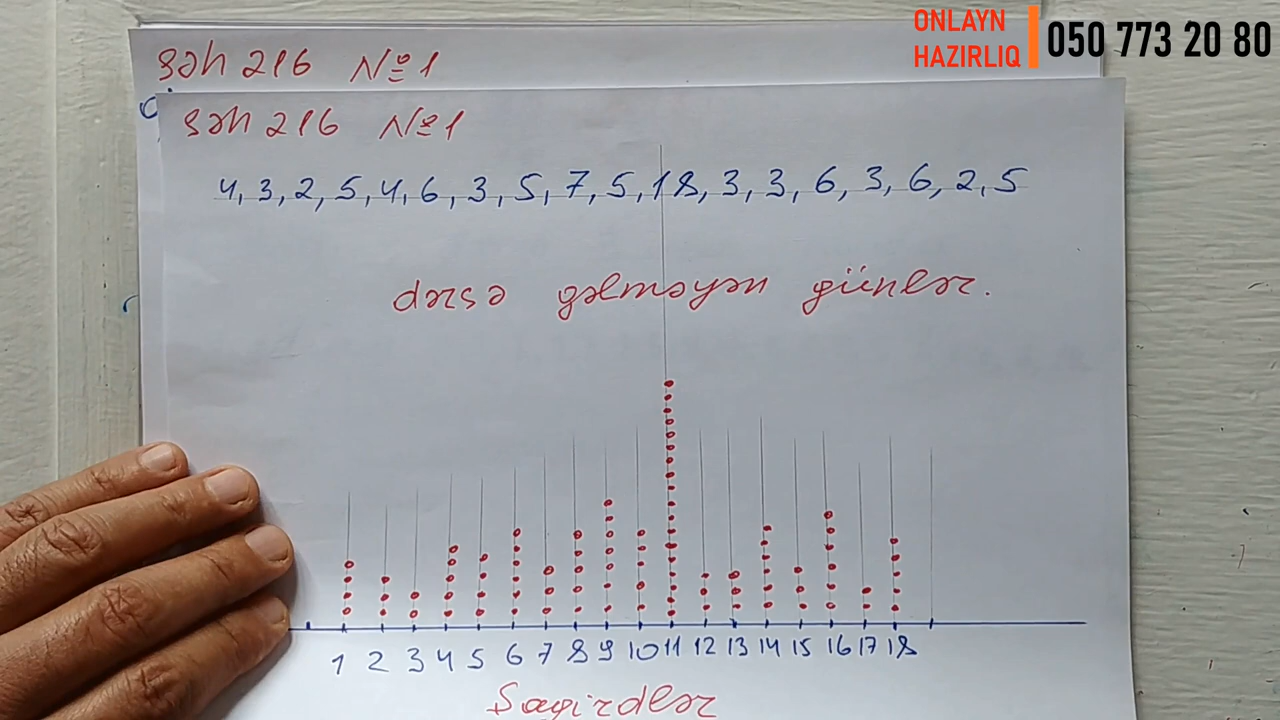 ONLAYN
HAZIRLIQ
050 773 20 80
səh 216 №1
səh 216 №1
4, 3, 2, 5, 4, 6, 3, 5, 7, 5, 18, 3, 3, 6, 3, 6, 2, 5
dərsə gəlməyən günlər.
1 2 3 4 5 6 7 8 9 10 11 12 13 14 15 16 17 18
Şagirdlər